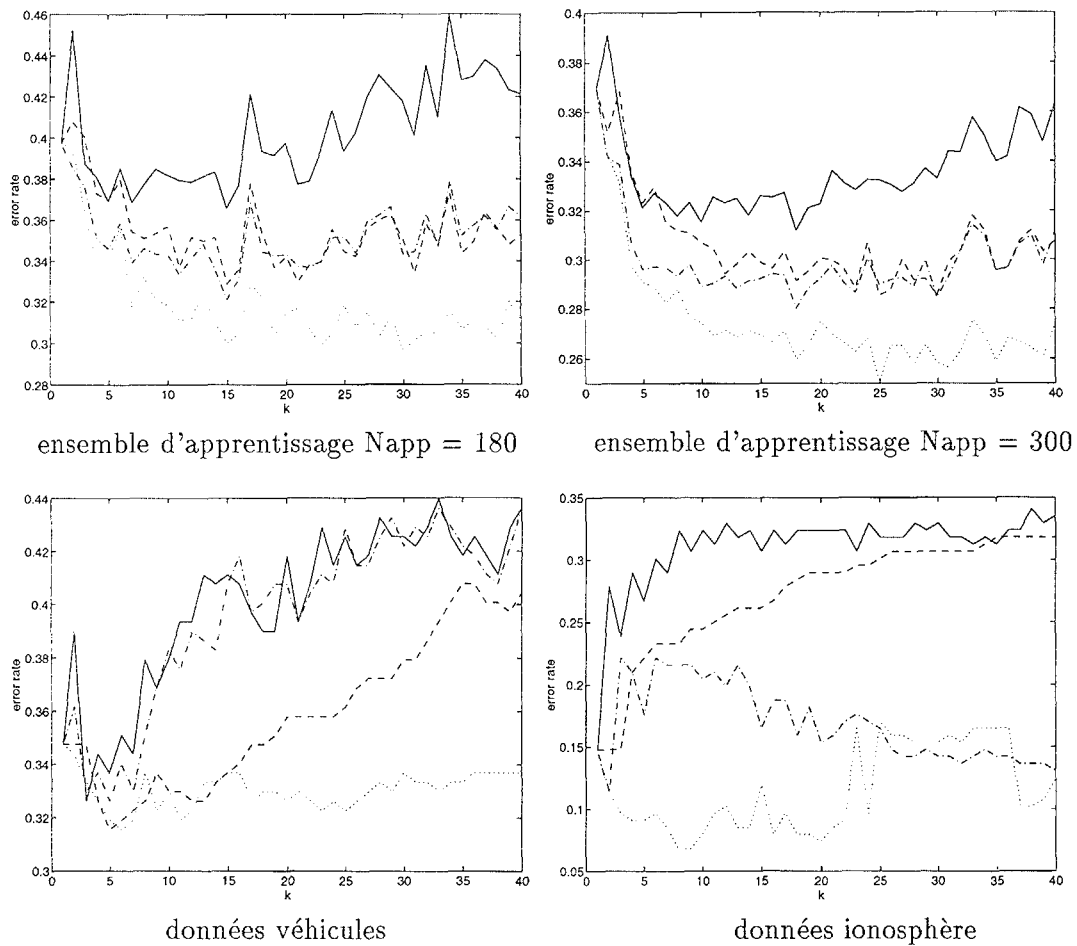 0.46
0.44
0.42
0.4
0.38
0.36
0.34
0.32
0.3
0.28
error rate
0 5 10 15 20 25 30 35 40
k
ensemble d'apprentissage Napp = 180
0.4
0.38
0.36
0.34
0.32
0.3
0.28
0.26
error rate
0 5 10 15 20 25 30 35 40
k
ensemble d'apprentissage Napp = 300
0.44
0.42
0.4
0.38
0.36
0.34
0.32
0.3
error rate
0 5 10 15 20 25 30 35 40
k
données véhicules
0.35
0.3
0.25
0.2
0.15
0.1
0.05
error rate
0 5 10 15 20 25 30 35 40
k
données ionosphère